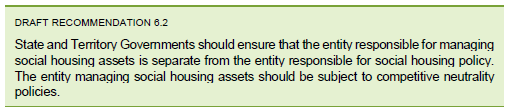 DRAFT RECOMMENDATION 6.2
State and Territory Governments should ensure that the entity responsible for managing
social housing assets is separate from the entity responsible for social housing policy.
The entity managing social housing assets should be subject to competitive neutrality
policies.